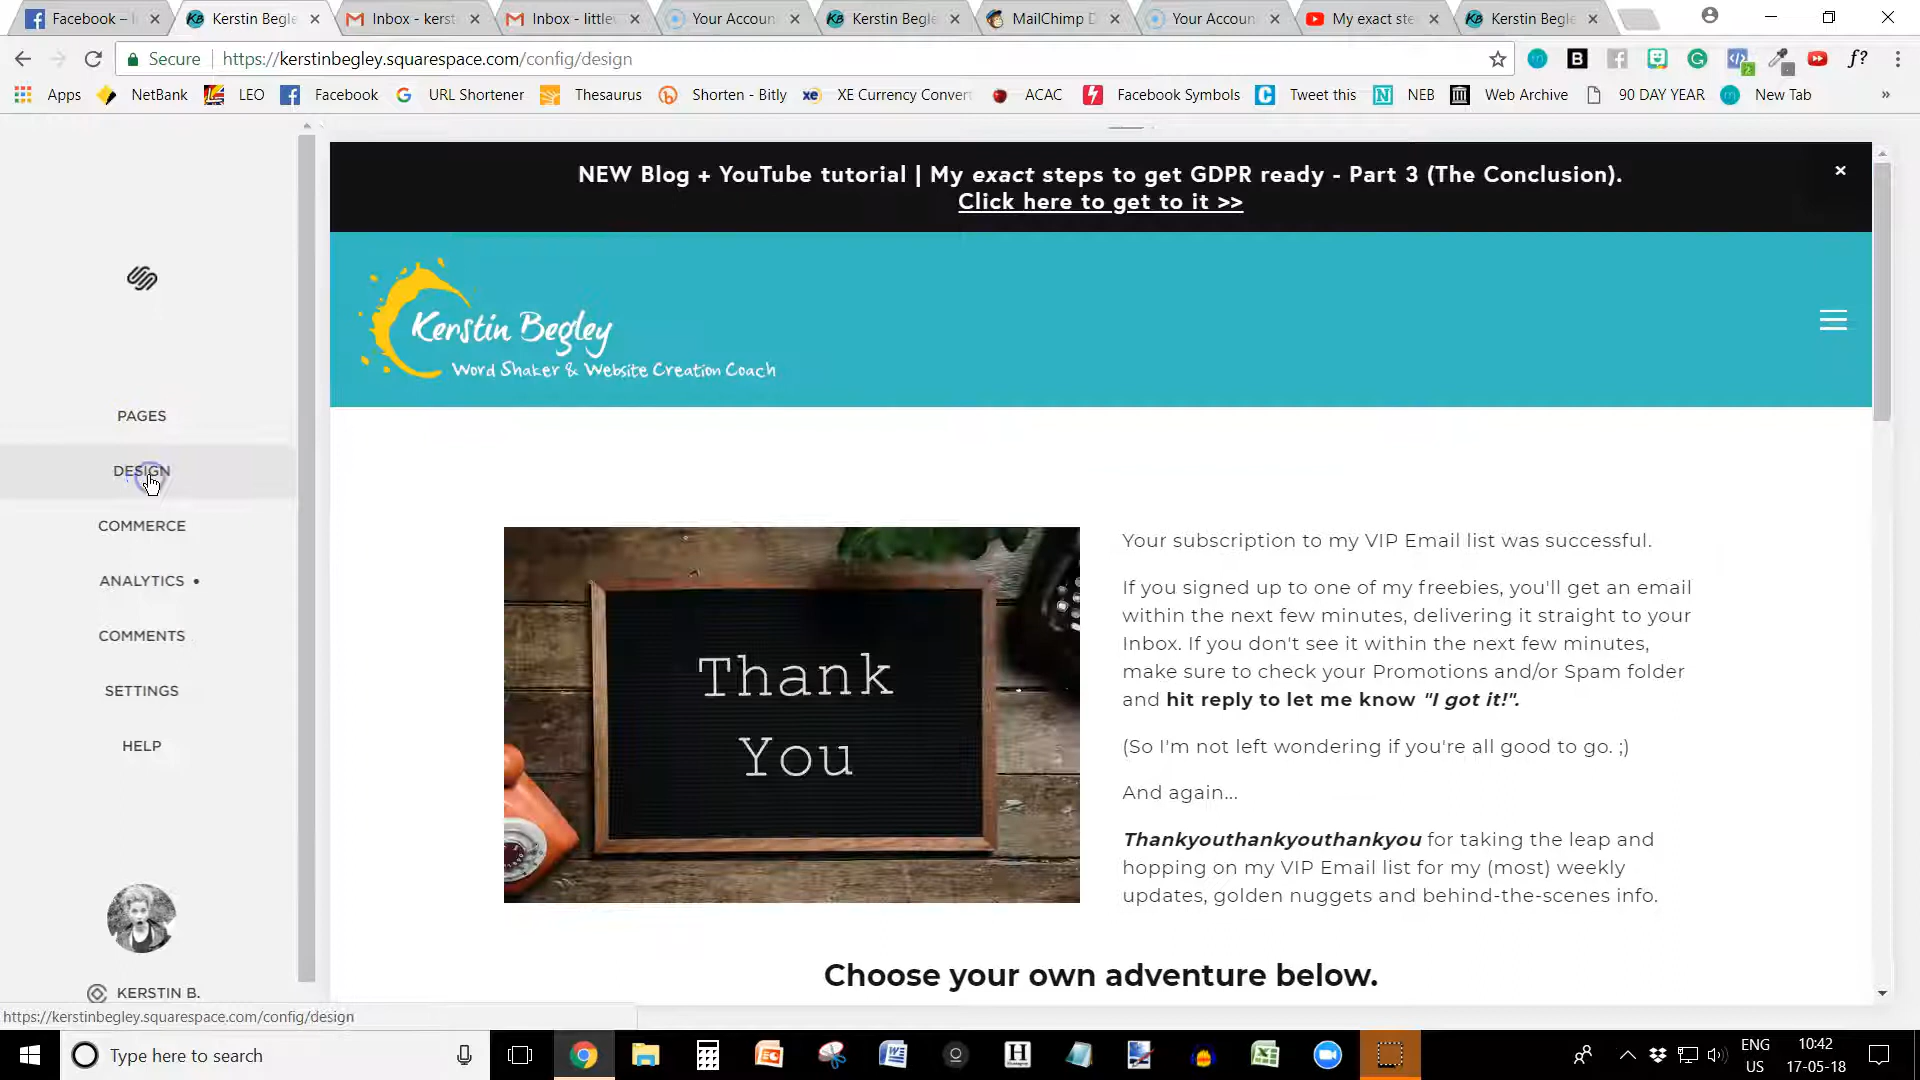 Facebook – l
Kerstin Begle
Inbox - kerst
Inbox - little
Your Accoun
Kerstin Begle
MailChimp D
Your Accoun
My exact ste
Kerstin Begle
Secure
https://kerstinbegley.squarespace.com/config/design
f?
Apps
NetBank
LEO
Facebook
URL Shortener
Thesaurus
Shorten - Bitly
XE Currency Convert
ACAC
Facebook Symbols
Tweet this
NEB
Web Archive
90 DAY YEAR
New Tab
»
NEW Blog + YouTube tutorial | My exact steps to get GDPR ready - Part 3 (The Conclusion).
Click here to get to it >>
Kerstin Begley
Word Shaker & Website Creation Coach
PAGES
DESIGN
COMMERCE
ANALYTICS •
COMMENTS
SETTINGS
HELP
KERSTIN B.
Thank
You
Your subscription to my VIP Email list was successful.
If you signed up to one of my freebies, you'll get an email
within the next few minutes, delivering it straight to your
Inbox. If you don't see it within the next few minutes,
make sure to check your Promotions and/or Spam folder
and hit reply to let me know "I got it!".
(So I'm not left wondering if you're all good to go. ;)
And again...
Thankyouthankyouthankyou for taking the leap and
hopping on my VIP Email list for my (most) weekly
updates, golden nuggets and behind-the-scenes info.
Choose your own adventure below.
https://kerstinbegley.squarespace.com/config/design
Type here to search
ENG
US
10:42
17-05-18